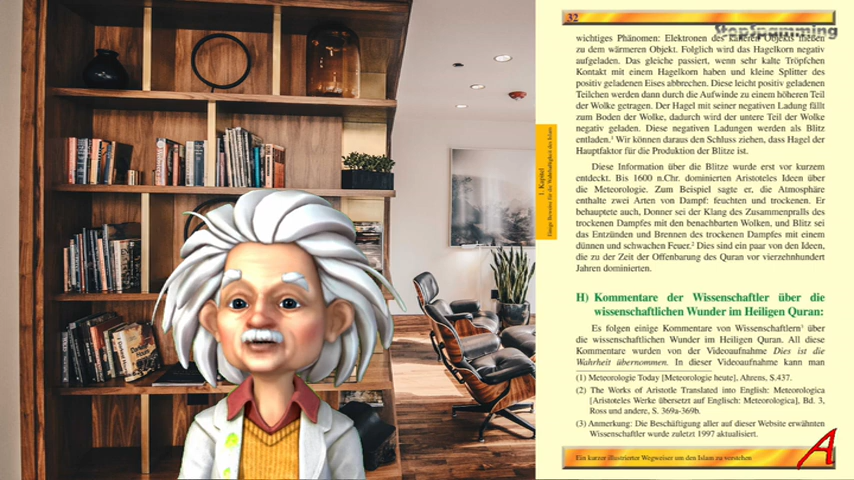 32
StopSpamming
wichtiges Phänomen: Elektronen des kälteren Objekts fließen
zu dem wärmeren Objekt. Folglich wird das Hagelkorn negativ
aufgeladen. Das gleiche passiert, wenn sehr kalte Tröpfchen
Kontakt mit einem Hagelkorn haben und kleine Splitter des
positiv geladenen Eises abbrechen. Diese leicht positiv geladenen
Teilchen werden dann durch die Aufwinde zu einem höheren Teil
der Wolke getragen. Der Hagel mit seiner negativen Ladung fällt
zum Boden der Wolke, dadurch wird der untere Teil der Wolke
negativ geladen. Diese negativen Ladungen werden als Blitz
entladen.¹ Wir können daraus den Schluss ziehen, dass Hagel der
Hauptfaktor für die Produktion der Blitze ist.
Diese Information über die Blitze wurde erst vor kurzem
entdeckt. Bis 1600 n.Chr. dominierten Aristoteles Ideen über
die Meteorologie. Zum Beispiel sagte er, die Atmosphäre
enthalte zwei Arten von Dampf: feuchten und trockenen. Er
behauptete auch, Donner sei der Klang des Zusammenpralls des
trockenen Dampfes mit den benachbarten Wolken, und Blitz sei
das Entzünden und Brennen des trockenen Dampfes mit einem
dünnen und schwachen Feuer.² Dies sind ein paar von den Ideen,
die zu der Zeit der Offenbarung des Quran vor vierzehnhundert
Jahren dominierten.
H) Kommentare der Wissenschaftler über die
wissenschaftlichen Wunder im Heiligen Quran:
Es folgen einige Kommentare von Wissenschaftlern³ über
die wissenschaftlichen Wunder im Heiligen Quran. All diese
Kommentare wurden von der Videoaufnahme Dies ist die
Wahrheit übernommen. In dieser Videoaufnahme kann man
(1) Meteorologie Today [Meteorologie heute], Ahrens, S.437.
(2) The Works of Aristotle Translated into English: Meteorologica
[Aristoteles Werke übersetzt auf Englisch: Meteorologica], Bd. 3,
Ross und andere, S. 369a-369b.
(3) Anmerkung: Die Beschäftigung aller auf dieser Website erwähnten
Wissenschaftler wurde zuletzt 1997 aktualisiert.
Ein kurzer illustrierter Wegweiser um den Islam zu verstehen
A
1. Kapitel
Einige Beweise für die Wahrhaftigkeit des Islams